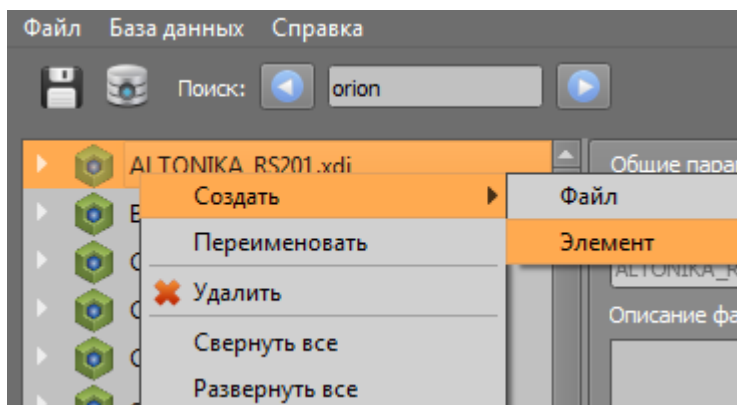 Файл База данных Справка
Поиск: orion
ALTONIKA_RS201.xdi
Общие пара
Создать
Файл
Переименовать
Элемент
ALTONIKA_R
Удалить
Описание фа
Свернуть все
Развернуть все